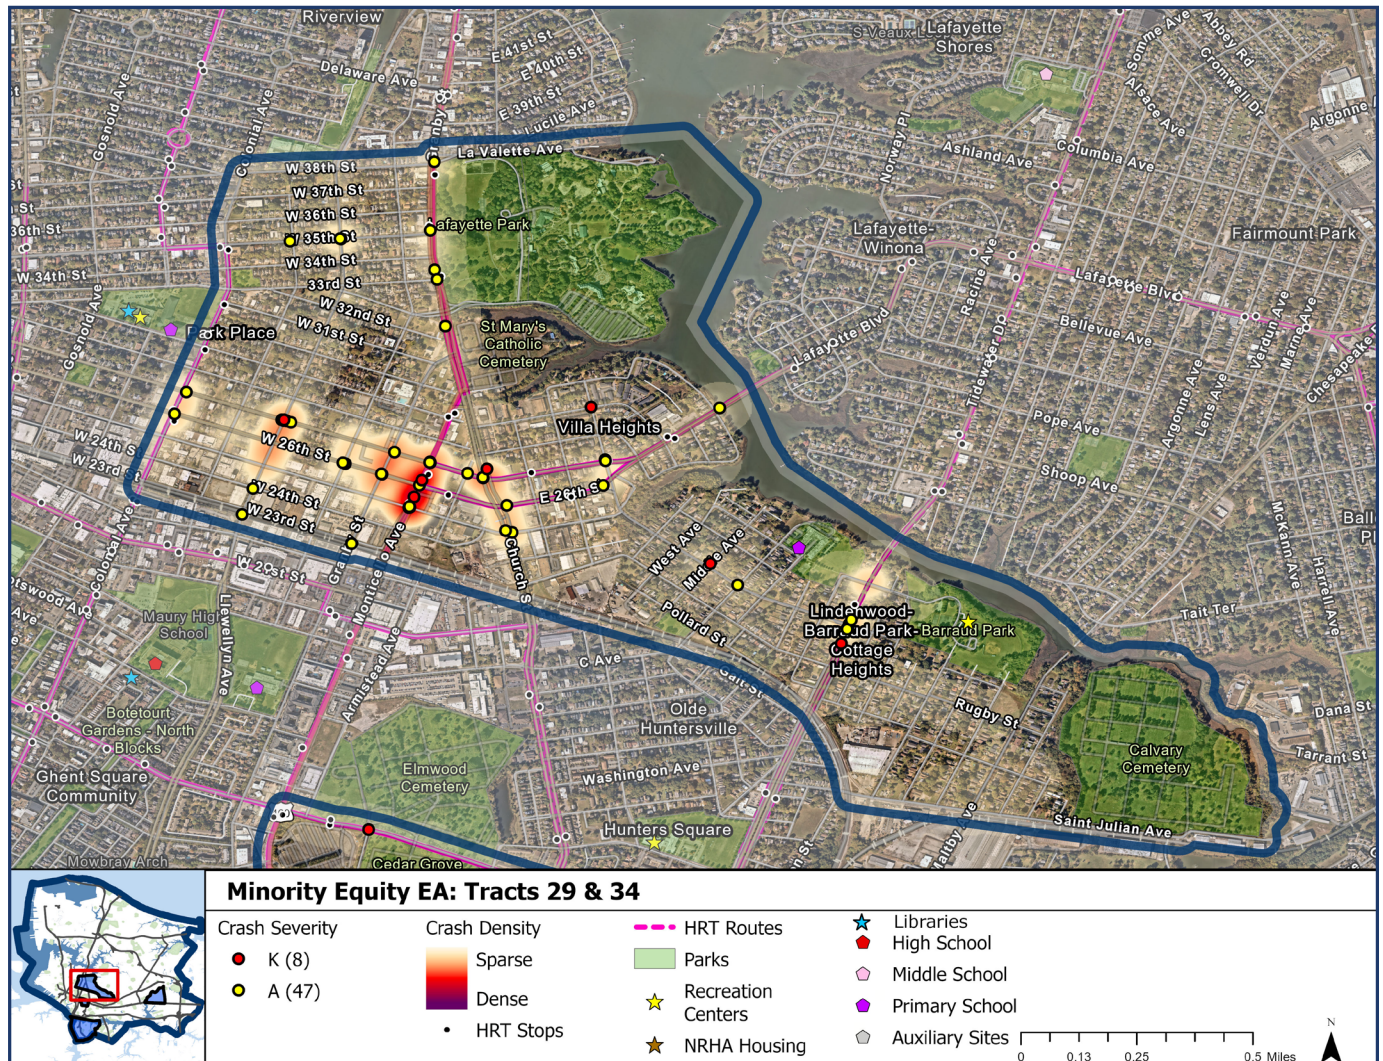 Riverview
Lafayette
Shores
E 41st St
E 40th St
E 39th St
Lucile Ave
Delaware Ave
Gosnold Ave
Colonial Ave
Granby St
La Valette Ave
Norway Pl
Ashland Ave
Columbia Ave
Somme Ave
Alsace Ave
Abbey Rd
Cromwell Dr
W 38th St
W 37th St
W 36th St
36th St
W 34th St
33rd St
W 34th St
W 32nd St
W 31st St
Lafayette-
Winona
Fairmount Park
Lafayette Blvd
Lafayette Blvd
Racine Ave
Tidewater Dr
Bellevue Ave
Verdun Ave
Marne Ave
Chesapeake
Gosnold Ave
Park Place
St Mary's
Catholic
Cemetery
Villa Heights
Argonne Ave
Lens Ave
Pope Ave
Shoop Ave
W 24th St
W 23rd St
W 26th St
W 24th St
W 23rd St
E 26th St
Church St
Monticello Ave
W 21st St
Colonial Ave
Llewellyn Ave
Maury High
School
Armistead Ave
West Ave
Pollard St
Lindenwood-
Barraud Park-
Cottage
Heights
Barraud Park
McKann Ave
Harrell Ave
Tait Ter
C Ave
Galt St
Olde
Huntersville
Washington Ave
Rugby St
Calvary
Cemetery
Dana St
Tarrant St
Botetourt
Gardens - North
Blocks
Ghent Square
Community
Elmwood
Cemetery
Hunters Square
Saint Julian Ave
Maltby Ave
Mowbray Arch
Cedar Grove
Minority Equity EA: Tracts 29 & 34
Crash Severity
K (8)
A (47)
Crash Density
Sparse
Dense
HRT Stops
HRT Routes
Parks
Recreation
Centers
NRHA Housing
Libraries
High School
Middle School
Primary School
Auxiliary Sites
0 0.13 0.25 0.5 Miles
N